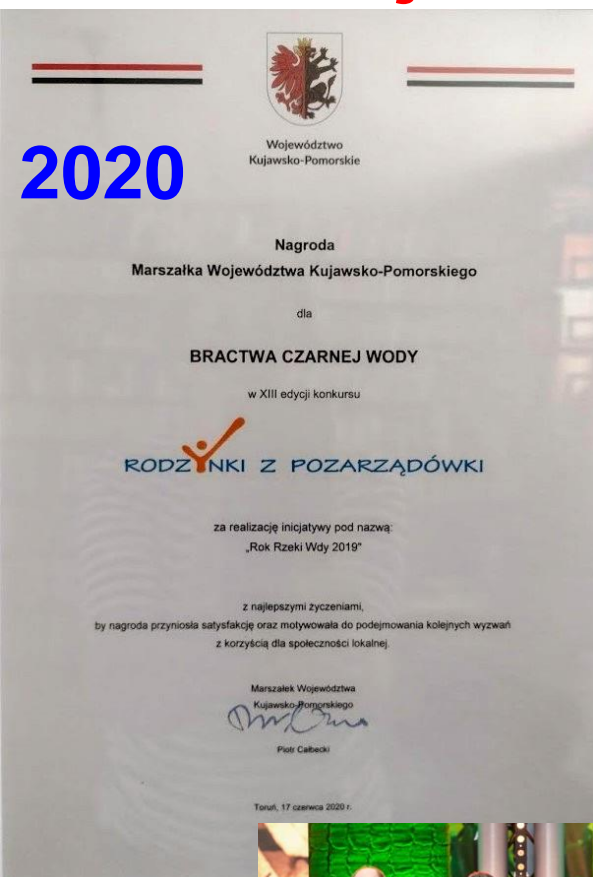 Województwo
Kujawsko-Pomorskie
2020
Nagroda
Marszałka Województwa Kujawsko-Pomorskiego
dla
BRACTWA CZARNEJ WODY
w XIII edycji konkursu
RODZYNKI Z POZARZĄDÓWKI
za realizację inicjatywy pod nazwą:
„Rok Rzeki Wdy 2019"
z najlepszymi życzeniami,
by nagroda przyniosła satysfakcję oraz motywowała do podejmowania kolejnych wyzwań
z korzyścią dla społeczności lokalnej.
Marszałek Województwa
Kujawsko-Pomorskiego
Piotr Całbecki
Toruń, 17 czerwca 2020 r.